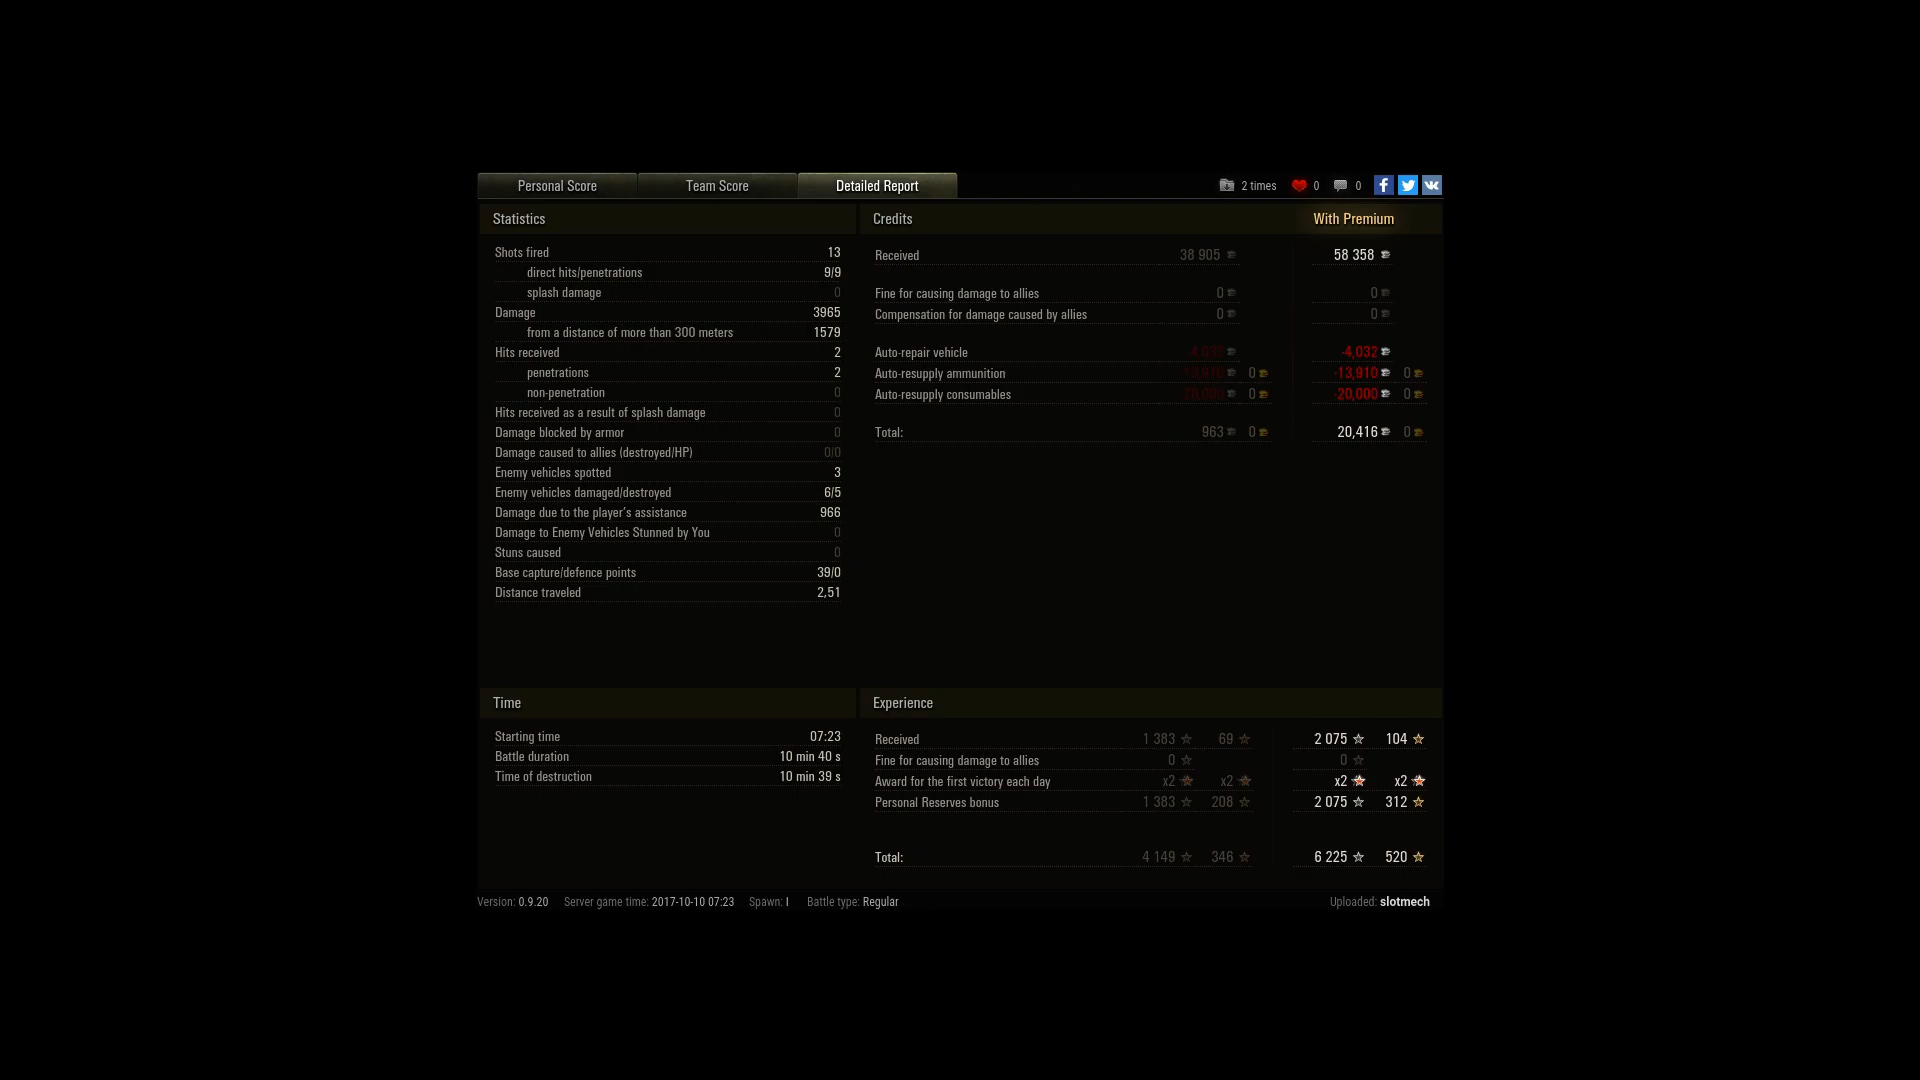 Personal Score Team Score Detailed Report 2 times 0 0
Statistics
Shots fired 13
direct hits/penetrations 9/9
splash damage 0
Damage 3965
from a distance of more than 300 meters 1579
Hits received 2
penetrations 2
non-penetration 0
Hits received as a result of splash damage 0
Damage blocked by armor 0
Damage caused to allies (destroyed/HP) 0/0
Enemy vehicles spotted 3
Enemy vehicles damaged/destroyed 6/5
Damage due to the player's assistance 966
Damage to Enemy Vehicles Stunned by You 0
Stuns caused 0
Base capture/defence points 39/0
Distance traveled 2,51
Credits With Premium
Received 38 905 58 358
Fine for causing damage to allies 0 0
Compensation for damage caused by allies 0 0
Auto-repair vehicle -4,032 -4,032
Auto-resupply ammunition -13,910 0 -13,910 0
Auto-resupply consumables -20,000 0 -20,000 0
Total: 963 0 20,416 0
Time
Starting time 07:23
Battle duration 10 min 40 s
Time of destruction 10 min 39 s
Experience
Received 1 383 69 2 075 104
Fine for causing damage to allies 0 0
Award for the first victory each day x2 x2 x2 x2
Personal Reserves bonus 1 383 208 2 075 312
Total: 4 149 346 6 225 520
Version: 0.9.20 Server game time: 2017-10-10 07:23 Spawn: I Battle type: Regular Uploaded: slotmech